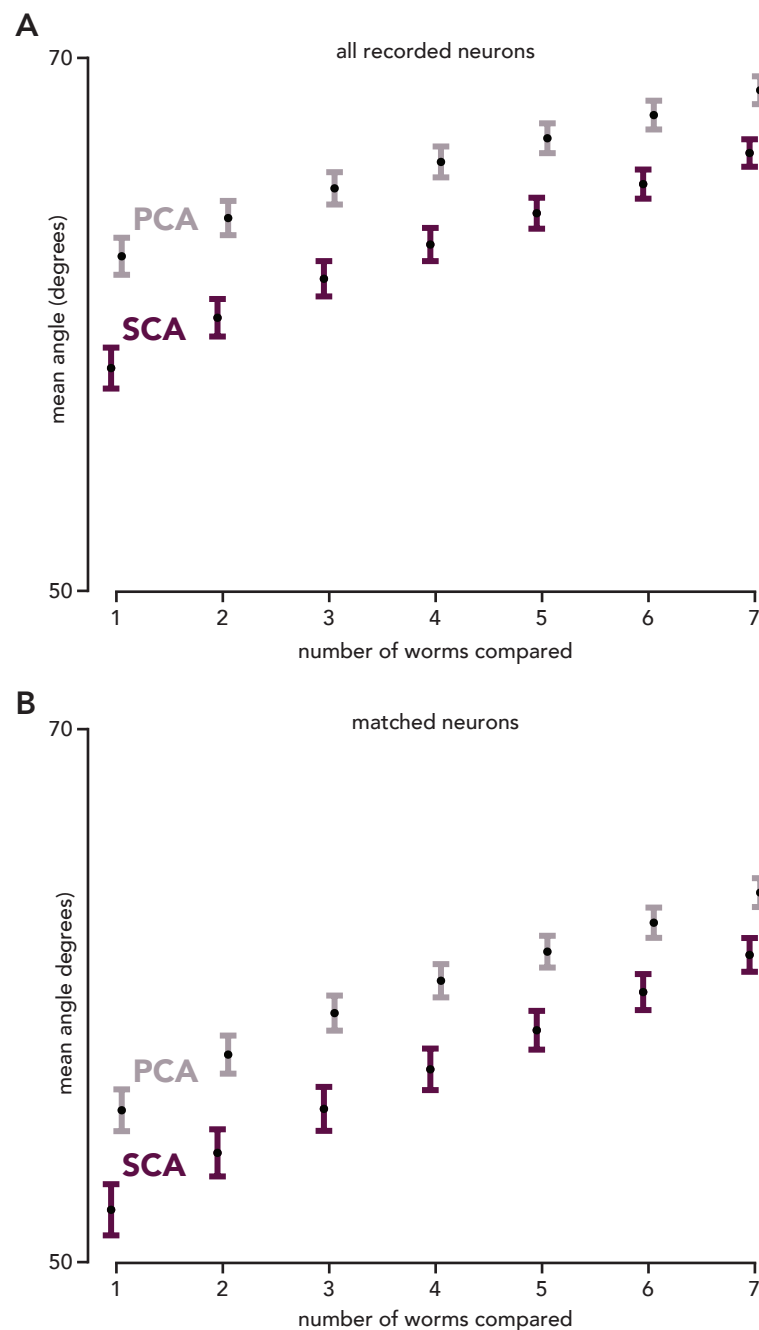 A
all recorded neurons
70
PCA
SCA
mean angle (degrees)
50
1 2 3 4 5 6 7
number of worms compared
B
matched neurons
70
PCA
SCA
mean angle degrees)
50
1 2 3 4 5 6 7
number of worms compared